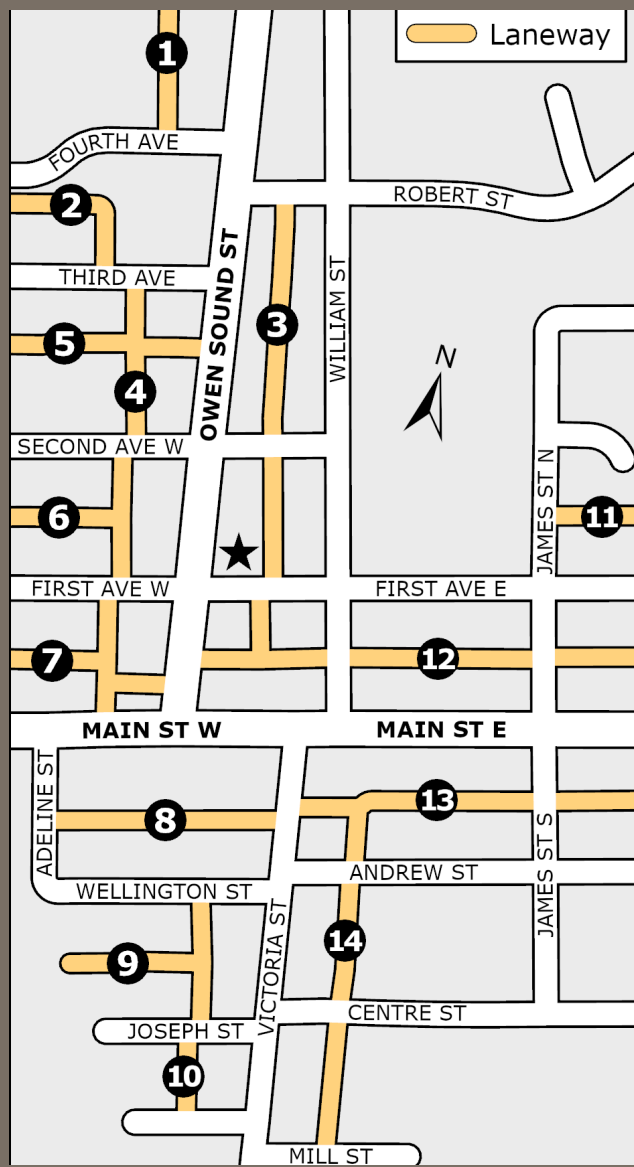 Laneway
1
FOURTH AVE
2
ROBERT ST
OWEN SOUND ST
THIRD AVE
WILLIAM ST
3
5
N
4
SECOND AVE W
JAMES ST N
6
11
FIRST AVE W
FIRST AVE E
7
12
MAIN ST W
MAIN ST E
ADELINE ST
8
13
JAMES ST S
ANDREW ST
WELLINGTON ST
VICTORIA ST
14
9
CENTRE ST
JOSEPH ST
10
MILL ST